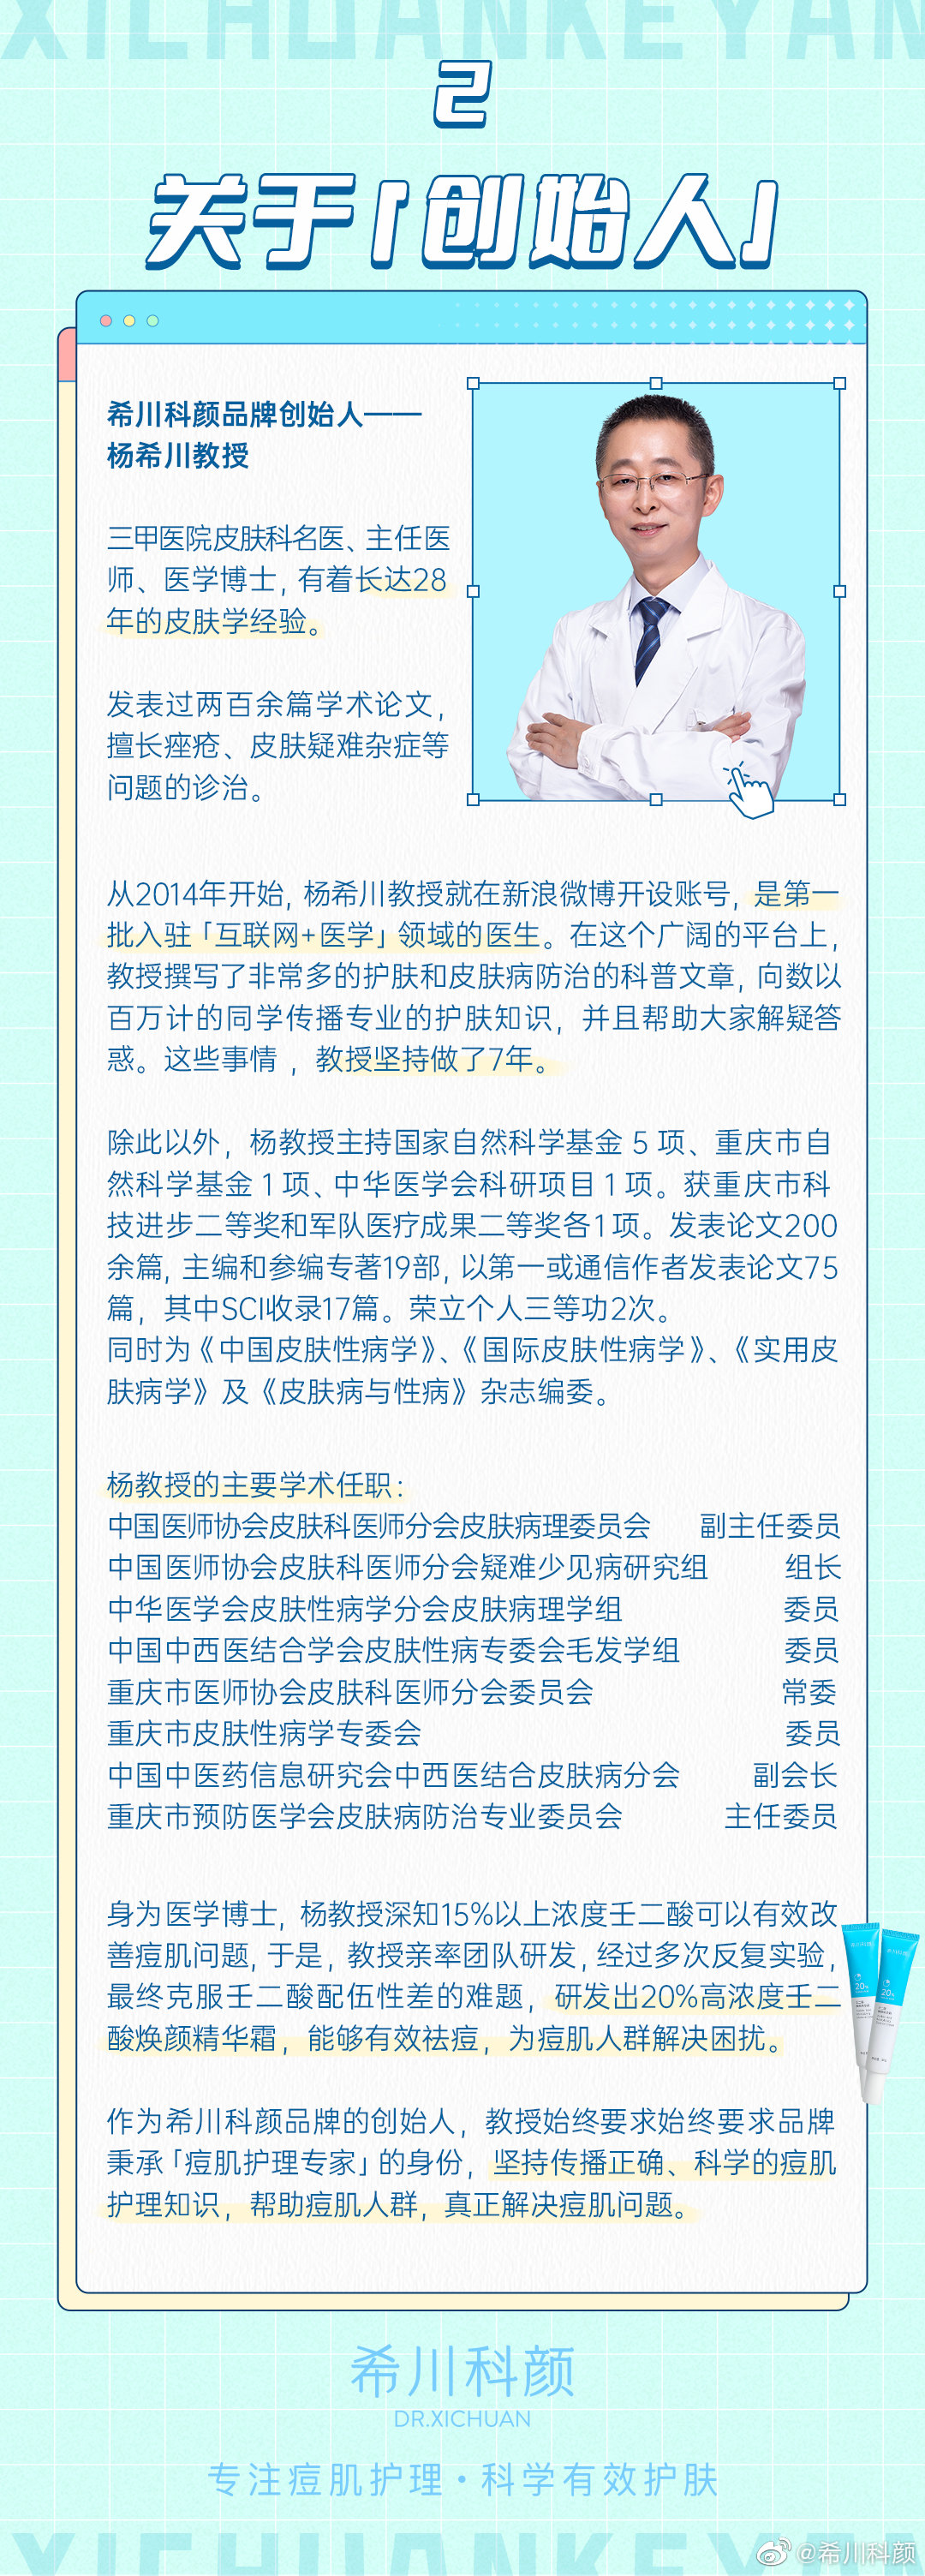 XICHUANKEYAN
2
关于「创始人」
希川科颜品牌创始人——
杨希川教授
三甲医院皮肤科名医、主任医
师、医学博士，有着长达28
年的皮肤学经验。
发表过两百余篇学术论文，
擅长痤疮、皮肤疑难杂症等
问题的诊治。
从2014年开始，杨希川教授就在新浪微博开设账号，是第一
批入驻「互联网+医学」领域的医生。在这个广阔的平台上，
教授撰写了非常多的护肤和皮肤病防治的科普文章，向数以
百万计的同学传播专业的护肤知识，并且帮助大家解疑答
惑。这些事情，教授坚持做了7年。
除此以外，杨教授主持国家自然科学基金 5 项、重庆市自
然科学基金 1 项、中华医学会科研项目 1 项。获重庆市科
技进步二等奖和军队医疗成果二等奖各1项。发表论文200
余篇，主编和参编专著19部，以第一或通信作者发表论文75
篇，其中SCI收录17篇。荣立个人三等功2次。
同时为《中国皮肤性病学》、《国际皮肤性病学》、《实用皮
肤病学》及《皮肤病与性病》杂志编委。
杨教授的主要学术任职：
中国医师协会皮肤科医师分会皮肤病理委员会 副主任委员
中国医师协会皮肤科医师分会疑难少见病研究组 组长
中华医学会皮肤性病学分会皮肤病理学组 委员
中国中西医结合学会皮肤性病专委会毛发学组 委员
重庆市医师协会皮肤科医师分会委员会 常委
重庆市皮肤性病学专委会 委员
中国中医药信息研究会中西医结合皮肤病分会 副会长
重庆市预防医学会皮肤病防治专业委员会 主任委员
身为医学博士，杨教授深知15%以上浓度壬二酸可以有效改
善痘肌问题，于是，教授亲率团队研发，经过多次反复实验，
最终克服壬二酸配伍性差的难题，研发出20%高浓度壬二
酸焕颜精华霜，能够有效祛痘，为痘肌人群解决困扰。
20%
20%
作为希川科颜品牌的创始人，教授始终要求始终要求品牌
秉承「痘肌护理专家」的身份，坚持传播正确、科学的痘肌
护理知识，帮助痘肌人群，真正解决痘肌问题。
希川科颜
DR.XICHUAN
专注痘肌护理·科学有效护肤
XICHUANKEYAN
@希川科颜